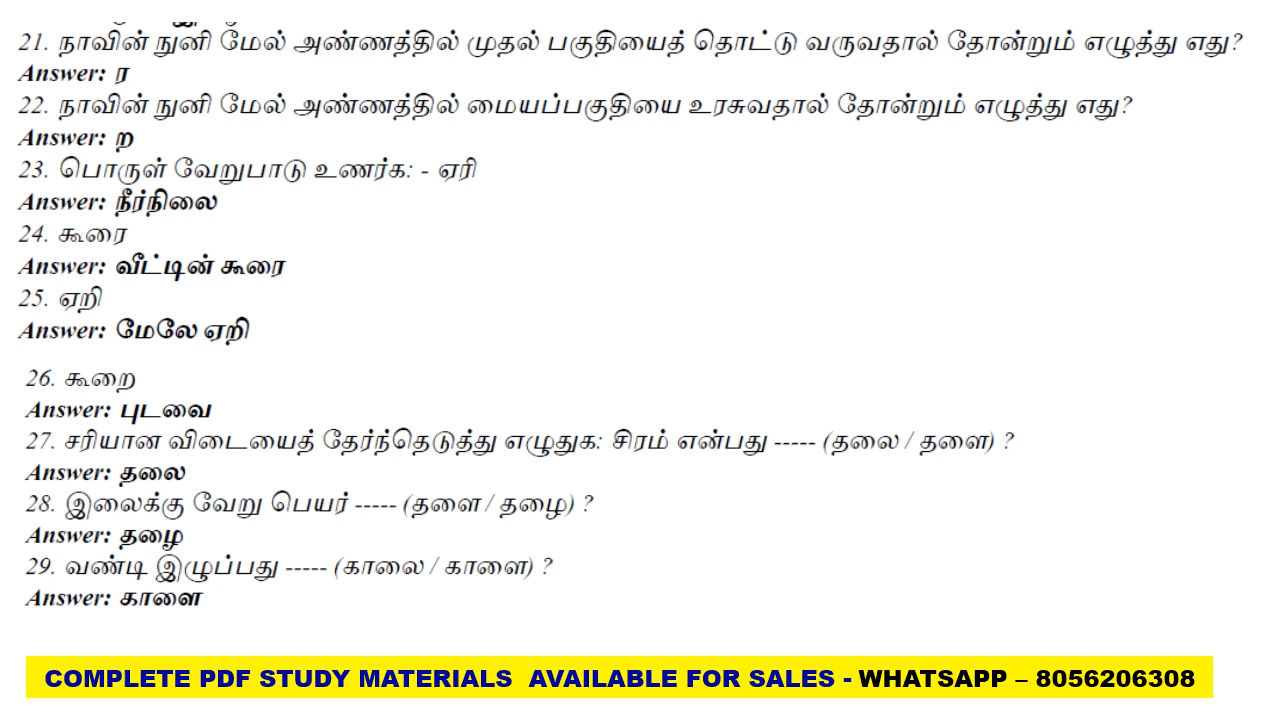 21. நாவின் நுனி மேல் அண்ணத்தில் முதல் பகுதியைத் தொட்டு வருவதால் தோன்றும் எழுத்து எது?
Answer: ர
22. நாவின் நுனி மேல் அண்ணத்தில் மையப்பகுதியை உரசுவதால் தோன்றும் எழுத்து எது?
Answer: ற
23. பொருள் வேறுபாடு உணர்க: - ஏரி
Answer: நீர்நிலை
24. கூரை
Answer: வீட்டின் கூரை
25. ஏறி
Answer: மேலே ஏறி
26. கூறை
Answer: புடவை
27. சரியான விடையைத் தேர்ந்தெடுத்து எழுதுக: சிரம் என்பது ----- (தலை / தளை) ?
Answer: தலை
28. இலைக்கு வேறு பெயர் ----- (தளை / தழை) ?
Answer: தழை
29. வண்டி இழுப்பது ----- (காலை / காளை) ?
Answer: காளை
COMPLETE PDF STUDY MATERIALS AVAILABLE FOR SALES - WHATSAPP – 8056206308